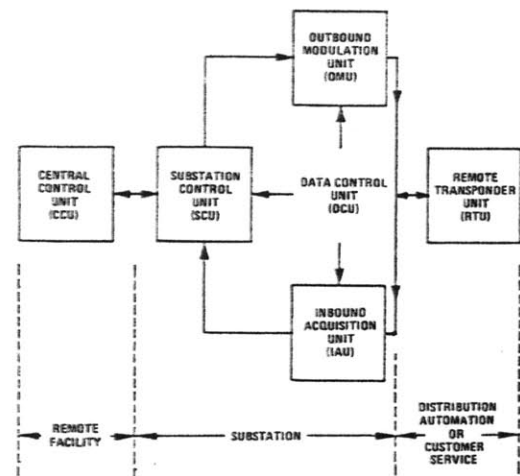 OUTBOUND
MODULATION
UNIT
(OMU)
CENTRAL
CONTROL
UNIT
(CCU)
SUBSTATION
CONTROL
UNIT
(SCU)
DATA CONTROL
UNIT
(DCU)
REMOTE
TRANSPONDER
UNIT
(RTU)
INBOUND
ACQUISITION
UNIT
(IAU)
REMOTE
FACILITY
SUBSTATION
DISTRIBUTION
AUTOMATION
OR
CUSTOMER
SERVICE